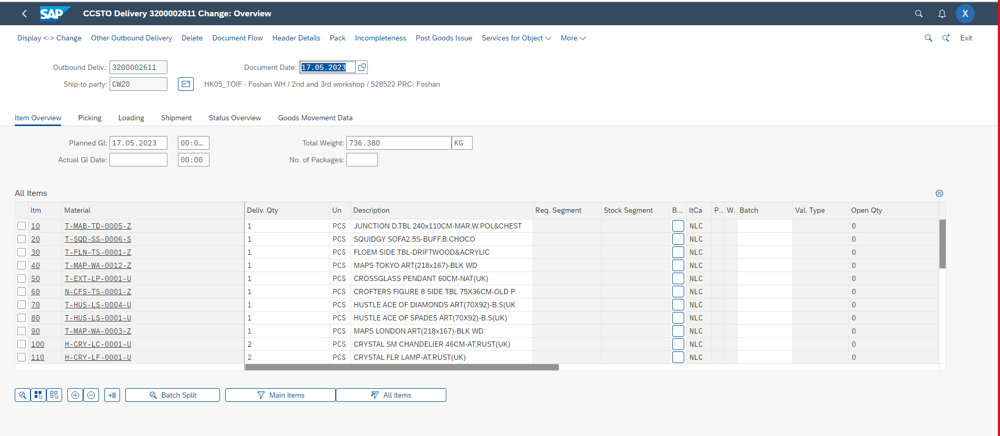 SAP CCSTO Delivery 3200002611 Change: Overview X
Display <-> Change Other Outbound Delivery Delete Document Flow Header Details Pack Incompleteness Post Goods Issue Services for Object More Exit
Outbound Deliv.: 3200002611 Document Date: 17.05.2023
Ship-to party: CW20 HK05_TOIF - Foshan WH / 2nd and 3rd workshop / 528522 PRC- Foshan
Item Overview Picking Loading Shipment Status Overview Goods Movement Data
Planned GI: 17.05.2023 00:0... Total Weight: 736.380 KG
Actual GI Date: 00:00 No. of Packages:
All Items
Itm Material Deliv. Qty Un Description Req. Segment Stock Segment B... ItCa P.. W. Batch Val. Type Open Qty
10 T-MAB-TD-0005-Z 1 PCS JUNCTION D.TBL 240x110CM-MAR.W.POL&CHEST NLC 0
20 T-SQD-SS-0006-S 1 PCS SQUIDGY SOFA2.5S-BUFF.B.CHOCO NLC 0
30 T-FLN-TS-0001-Z 1 PCS FLOEM SIDE TBL-DRIFTWOOD&ACRYLIC NLC 0
40 T-MAP-WA-0012-Z 1 PCS MAPS TOKYO ART(218x167)-BLK WD NLC 0
50 T-EXT-LP-0001-U 1 PCS CROSSGLASS PENDANT 60CM-NAT(UK) NLC 0
60 N-CFS-TS-0001-Z 1 PCS CROFTERS FIGURE 8 SIDE TBL 75X36CM-OLD P NLC 0
70 T-HUS-LS-0004-U 1 PCS HUSTLE ACE OF DIAMONDS ART(70X92)-B.S(UK NLC 0
80 T-HUS-LS-0001-U 1 PCS HUSTLE ACE OF SPADES ART(70X92)-B.S(UK) NLC 0
90 T-MAP-WA-0003-Z 1 PCS MAPS LONDON ART(218x167)-BLK WD NLC 0
100 H-CRY-LC-0001-U 2 PCS CRYSTAL SM CHANDELIER 46CM-AT.RUST(UK) NLC 0
110 H-CRY-LF-0001-U 2 PCS CRYSTAL FLR LAMP-AT.RUST(UK) NLC 0
Batch Split Main items All items